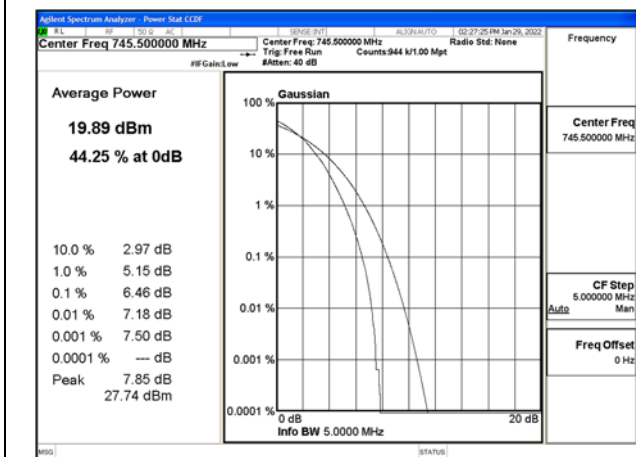 Agilent Spectrum Analyzer - Power Stat CCDF
RL RF 50 Ω AC SENSE:INT ALIGN AUTO 02:27:25 PM Jan 29, 2022
Center Freq 745.500000 MHz
Center Freq: 745.500000 MHz Radio Std: None
Trig: Free Run Counts:944 k/1.00 Mpt
#IFGain:Low #Atten: 40 dB
Frequency
Average Power
19.89 dBm
44.25 % at 0dB
10.0 % 2.97 dB
1.0 % 5.15 dB
0.1 % 6.46 dB
0.01 % 7.18 dB
0.001 % 7.50 dB
0.0001 % --- dB
Peak 7.85 dB
27.74 dBm
Gaussian
100 %
10 %
1 %
0.1 %
0.01 %
0.001 %
0.0001 %
0 dB 20 dB
Info BW 5.0000 MHz
Center Freq
745.500000 MHz
CF Step
5.000000 MHz
Auto Man
Freq Offset
0 Hz
MSG STATUS